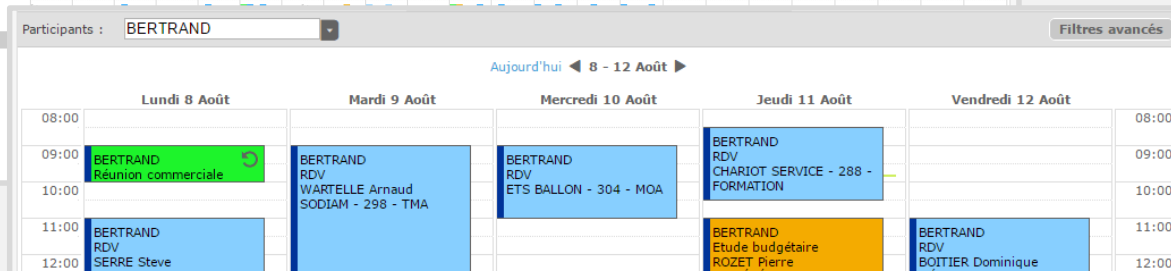 Participants : BERTRAND
Filtres avancés
Aujourd'hui ◀ 8 - 12 Août ▶
Lundi 8 Août
Mardi 9 Août
Mercredi 10 Août
Jeudi 11 Août
Vendredi 12 Août
08:00
09:00
10:00
11:00
12:00
BERTRAND
Réunion commerciale
BERTRAND
RDV
SERRE Steve
BERTRAND
RDV
WARTELLE Arnaud
SODIAM - 298 - TMA
BERTRAND
RDV
ETS BALLON - 304 - MOA
BERTRAND
RDV
CHARIOT SERVICE - 288 -
FORMATION
BERTRAND
Etude budgétaire
ROZET Pierre
BERTRAND
RDV
BOITIER Dominique
08:00
09:00
10:00
11:00
12:00